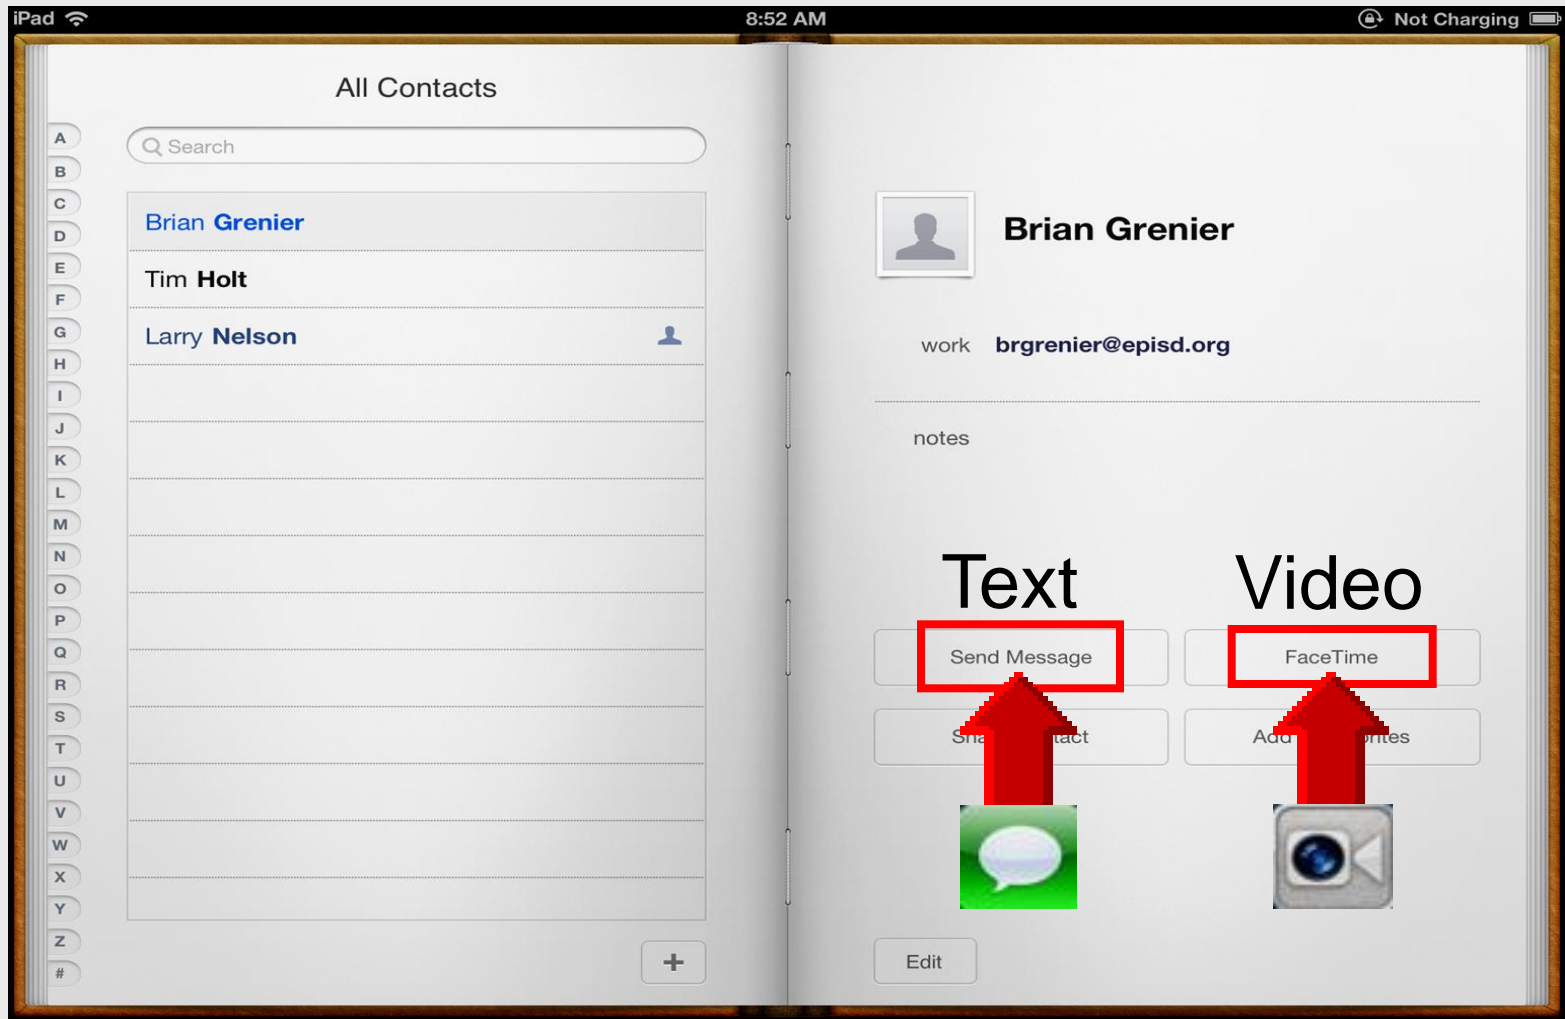 iPad 8:52 AM Not Charging
All Contacts
Search
A
B
C
D
E
F
G
H
I
J
K
L
M
N
O
P
Q
R
S
T
U
V
W
X
Y
Z
#
Brian Grenier
Tim Holt
Larry Nelson
+
Brian Grenier
work brgrenier@episd.org
notes
Text Video
Send Message FaceTime
Edit